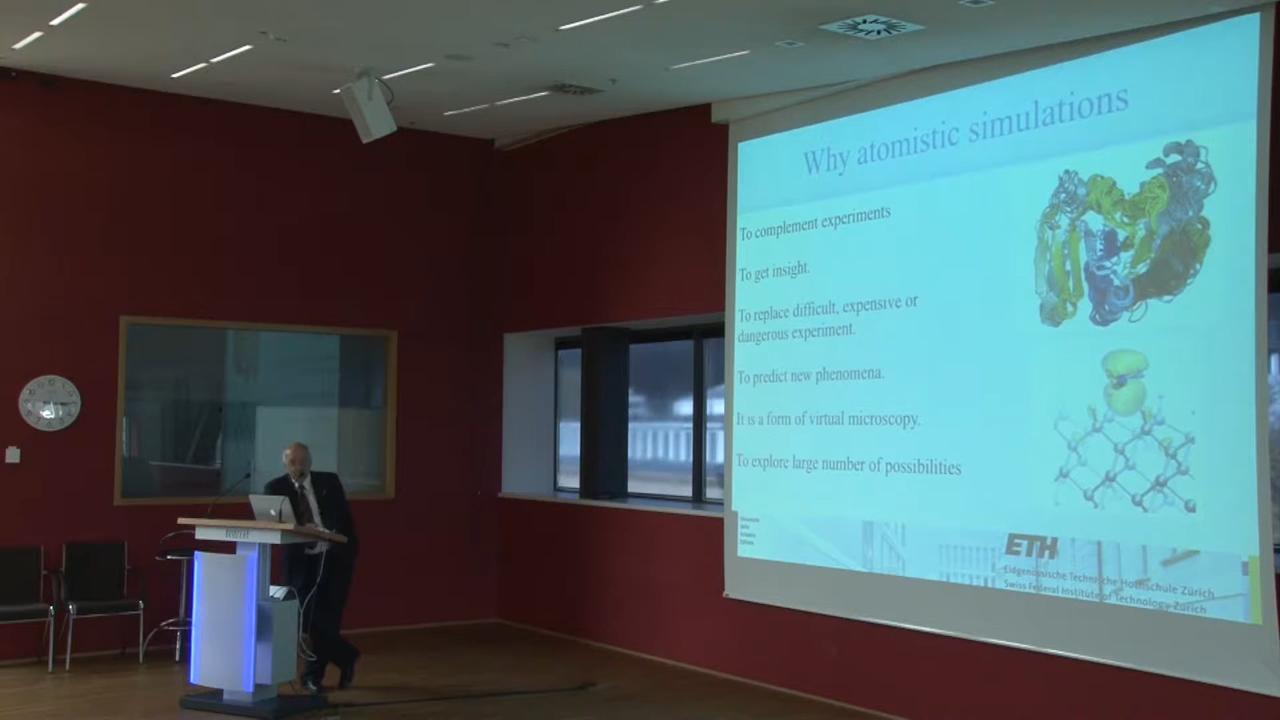 Why atomistic simulations
To complement experiments
To get insight.
To replace difficult, expensive or
dangerous experiment.
To predict new phenomena.
It is a form of virtual microscopy.
To explore large number of possibilities
ETH
Eidgenössische Technische Hochschule Zürich
Swiss Federal Institute of Technology Zurich